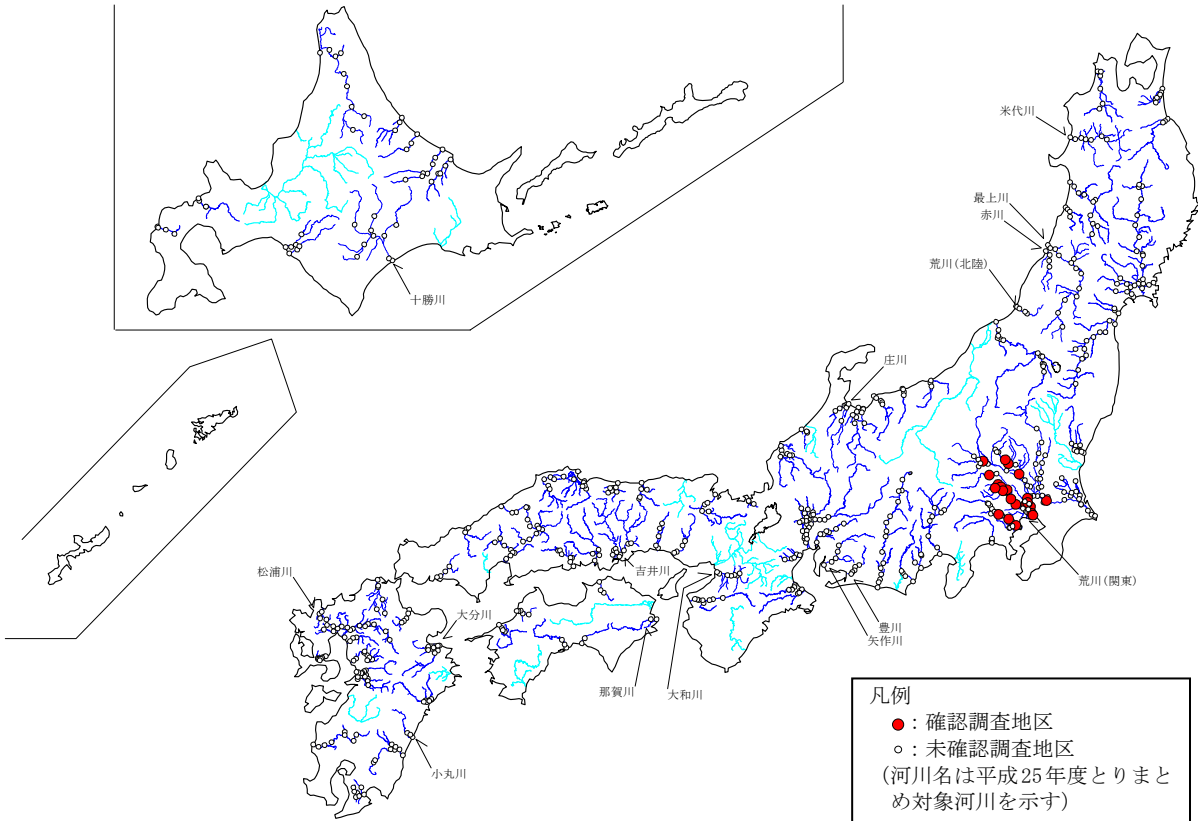 米代川
最上川
赤川
荒川(北陸)
十勝川
庄川
荒川(関東)
吉井川
松浦川
大分川
豊川
矢作川
那賀川
大和川
小丸川
凡例
：確認調査地区
：未確認調査地区
(河川名は平成25年度とりまと
め対象河川を示す)